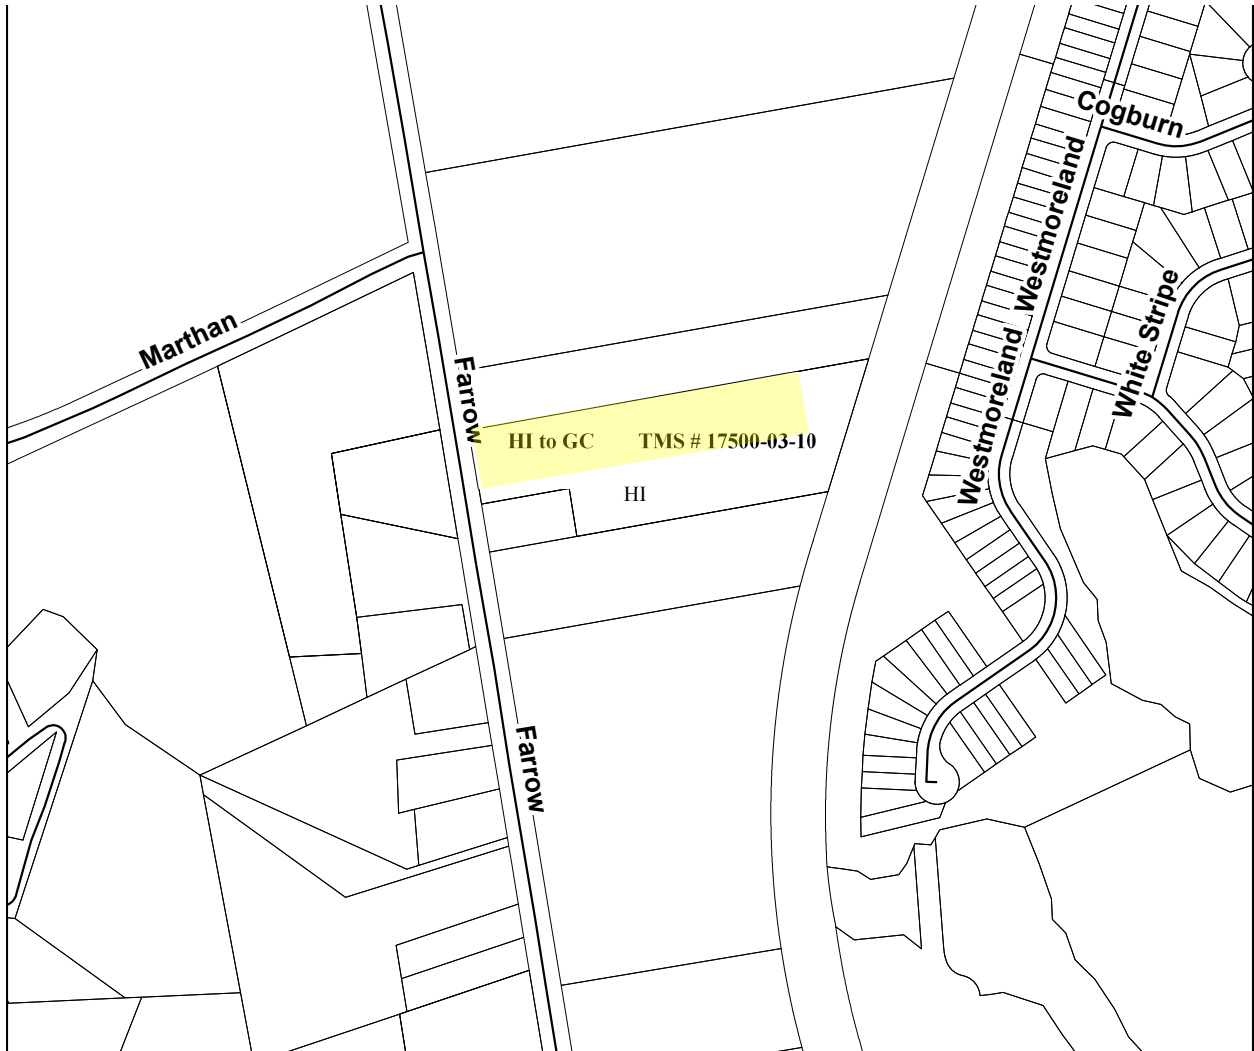 Cogburn
Westmoreland
Marthan
White Stripe
Farrow
Westmoreland
HI to GC TMS # 17500-03-10
HI
Farrow